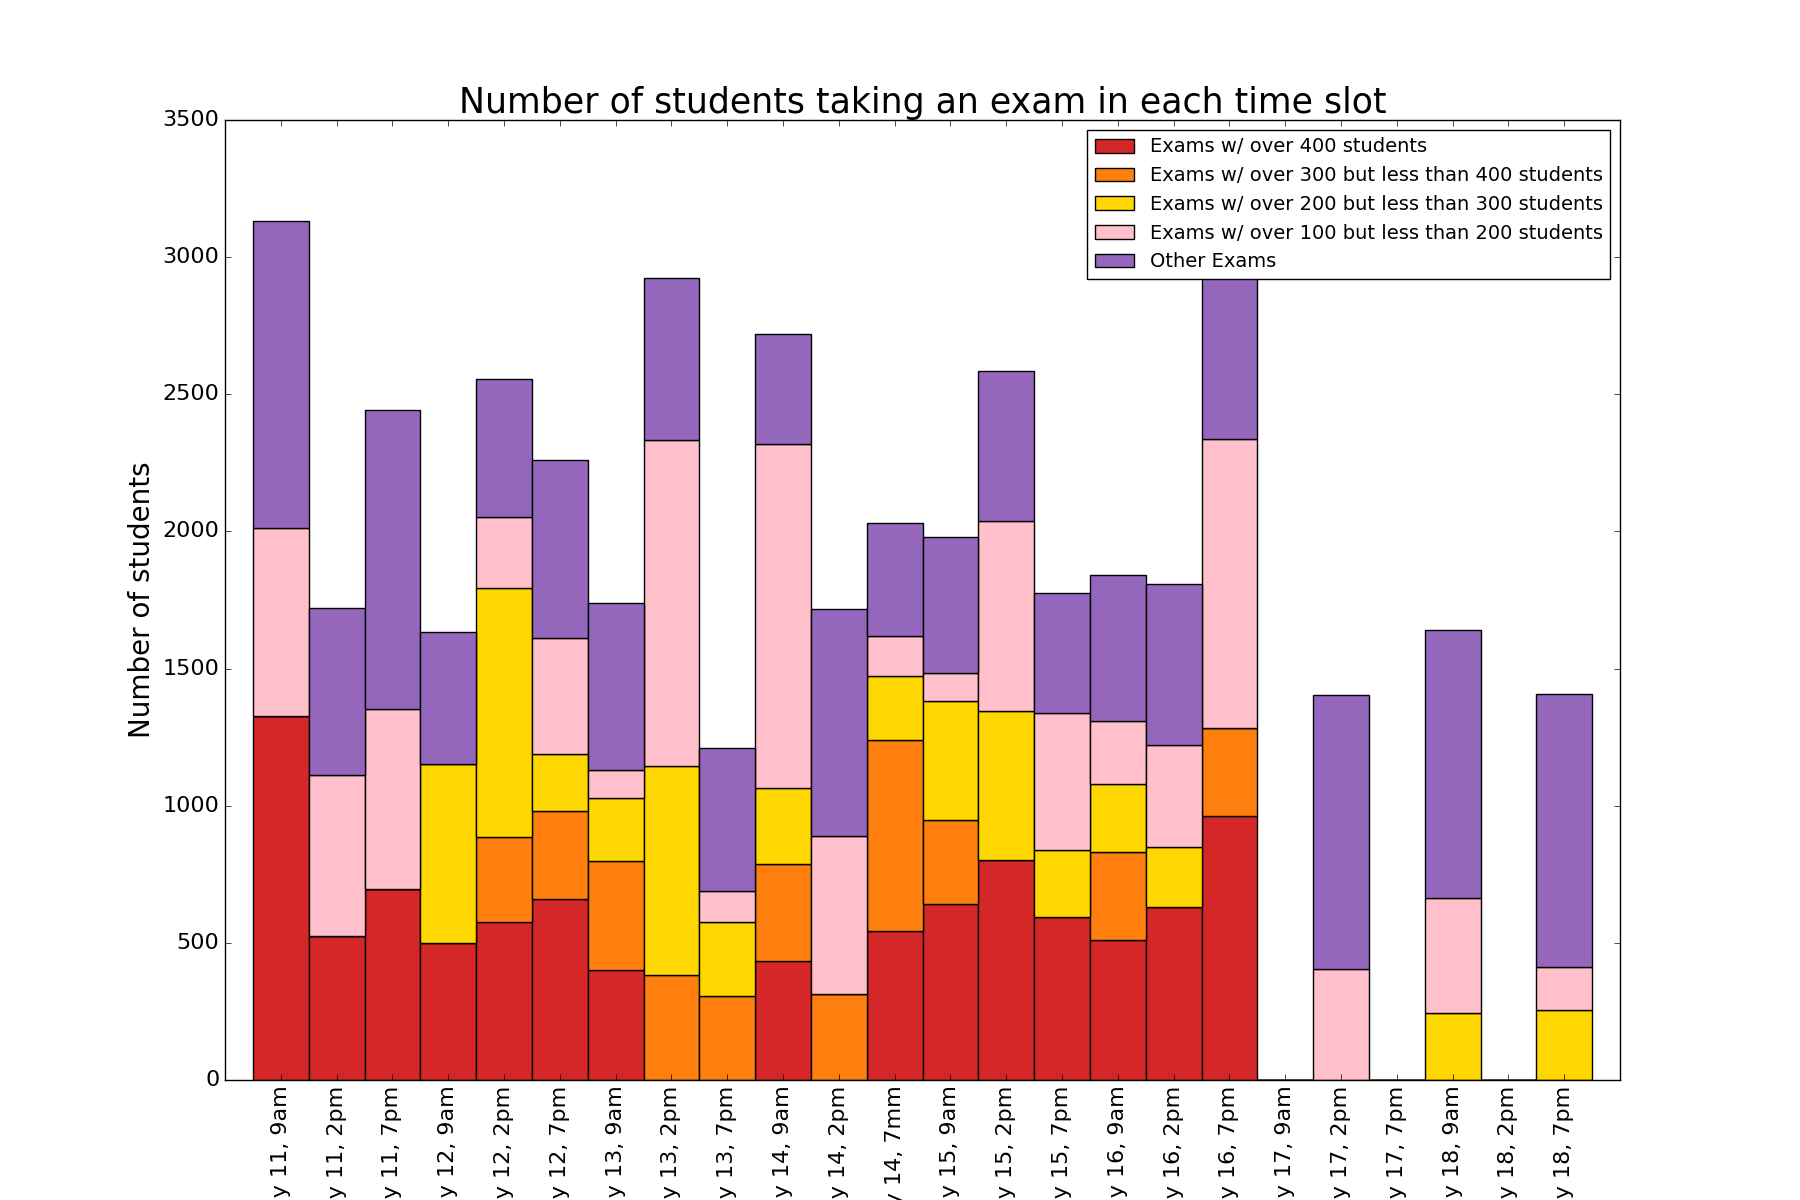 Number of students taking an exam in each time slot
3500
3000
2500
2000
1500
1000
500
0
Number of students
Exams w/ over 400 students
Exams w/ over 300 but less than 400 students
Exams w/ over 200 but less than 300 students
Exams w/ over 100 but less than 200 students
Other Exams
y 11, 9am
y 11, 2pm
y 11, 7pm
y 12, 9am
y 12, 2pm
y 12, 7pm
y 13, 9am
y 13, 2pm
y 13, 7pm
y 14, 9am
y 14, 2pm
y 14, 7mm
y 15, 9am
y 15, 2pm
y 15, 7pm
y 16, 9am
y 16, 2pm
y 16, 7pm
y 17, 9am
y 17, 2pm
y 17, 7pm
y 18, 9am
y 18, 2pm
y 18, 7pm